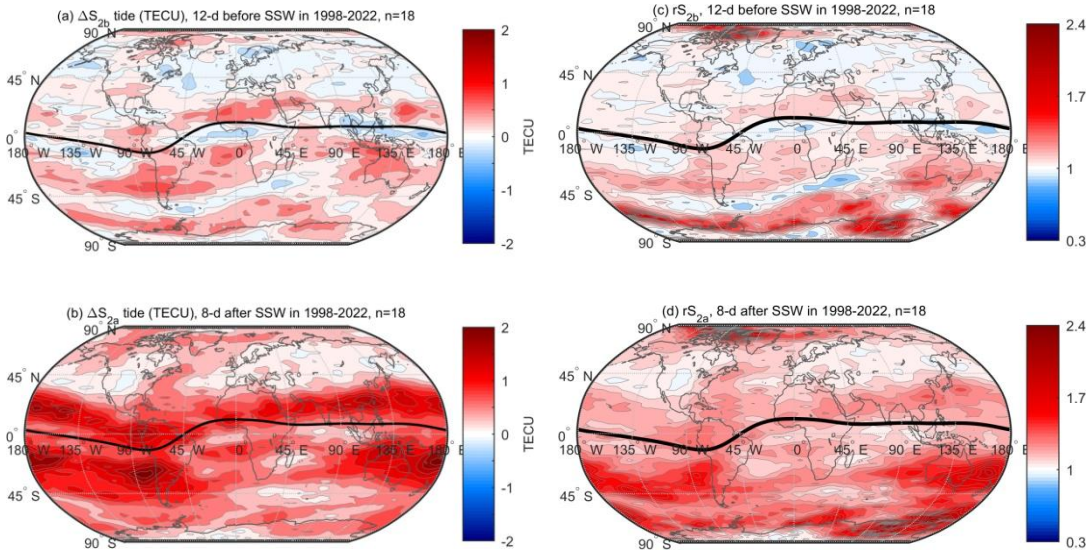 (a) ΔS2b tide (TECU), 12-d before SSW in 1998-2022, n=18
90° N
45° N
0°
180° W 135° W 90° W 45° W 0° 45° E 90° E 135° E 180° E
45° S
90° S
2
1
0
-1
-2
TECU
(c) rS2b, 12-d before SSW in 1998-2022, n=18
90° N
45° N
0°
180° W 135° W 90° W 45° W 0° 45° E 90° E 135° E 180° E
45° S
90° S
2.4
1.7
1
0.3
(b) ΔS2a tide (TECU), 8-d after SSW in 1998-2022, n=18
90° N
45° N
0°
180° W 135° W 90° W 45° W 0° 45° E 90° E 135° E 180° E
45° S
90° S
2
1
0
-1
-2
TECU
(d) rS2a, 8-d after SSW in 1998-2022, n=18
90° N
45° N
0°
180° W 135° W 90° W 45° W 0° 45° E 90° E 135° E 180° E
45° S
90° S
2.4
1.7
1
0.3